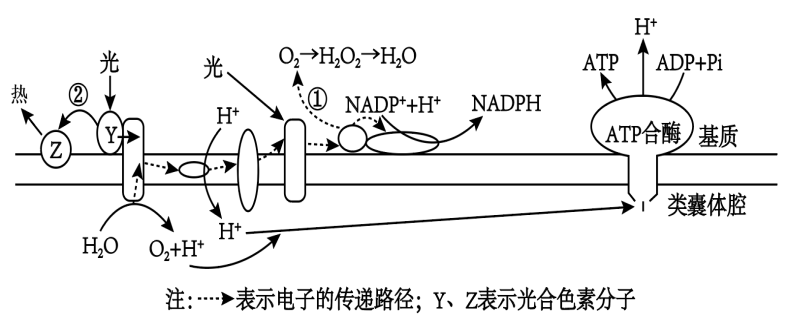 H⁺
光
光
O₂→H₂O₂→H₂O
ATP
ADP+Pi
热
②
①
NADP⁺+H⁺
NADPH
H⁺
Y
Z
ATP合酶
基质
H₂O
O₂+H⁺
H⁺
类囊体腔
注:┈→表示电子的传递路径；Y、Z表示光合色素分子